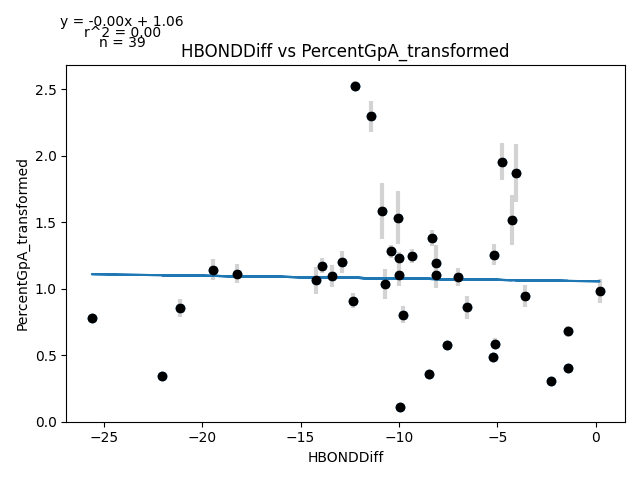 y = -0.00x + 1.06
r^2 = 0.00
n = 39
HBONDDiff vs PercentGpA_transformed
PercentGpA_transformed
2.5
2.0
1.5
1.0
0.5
0.0
−25
−20
−15
−10
−5
0
HBONDDiff